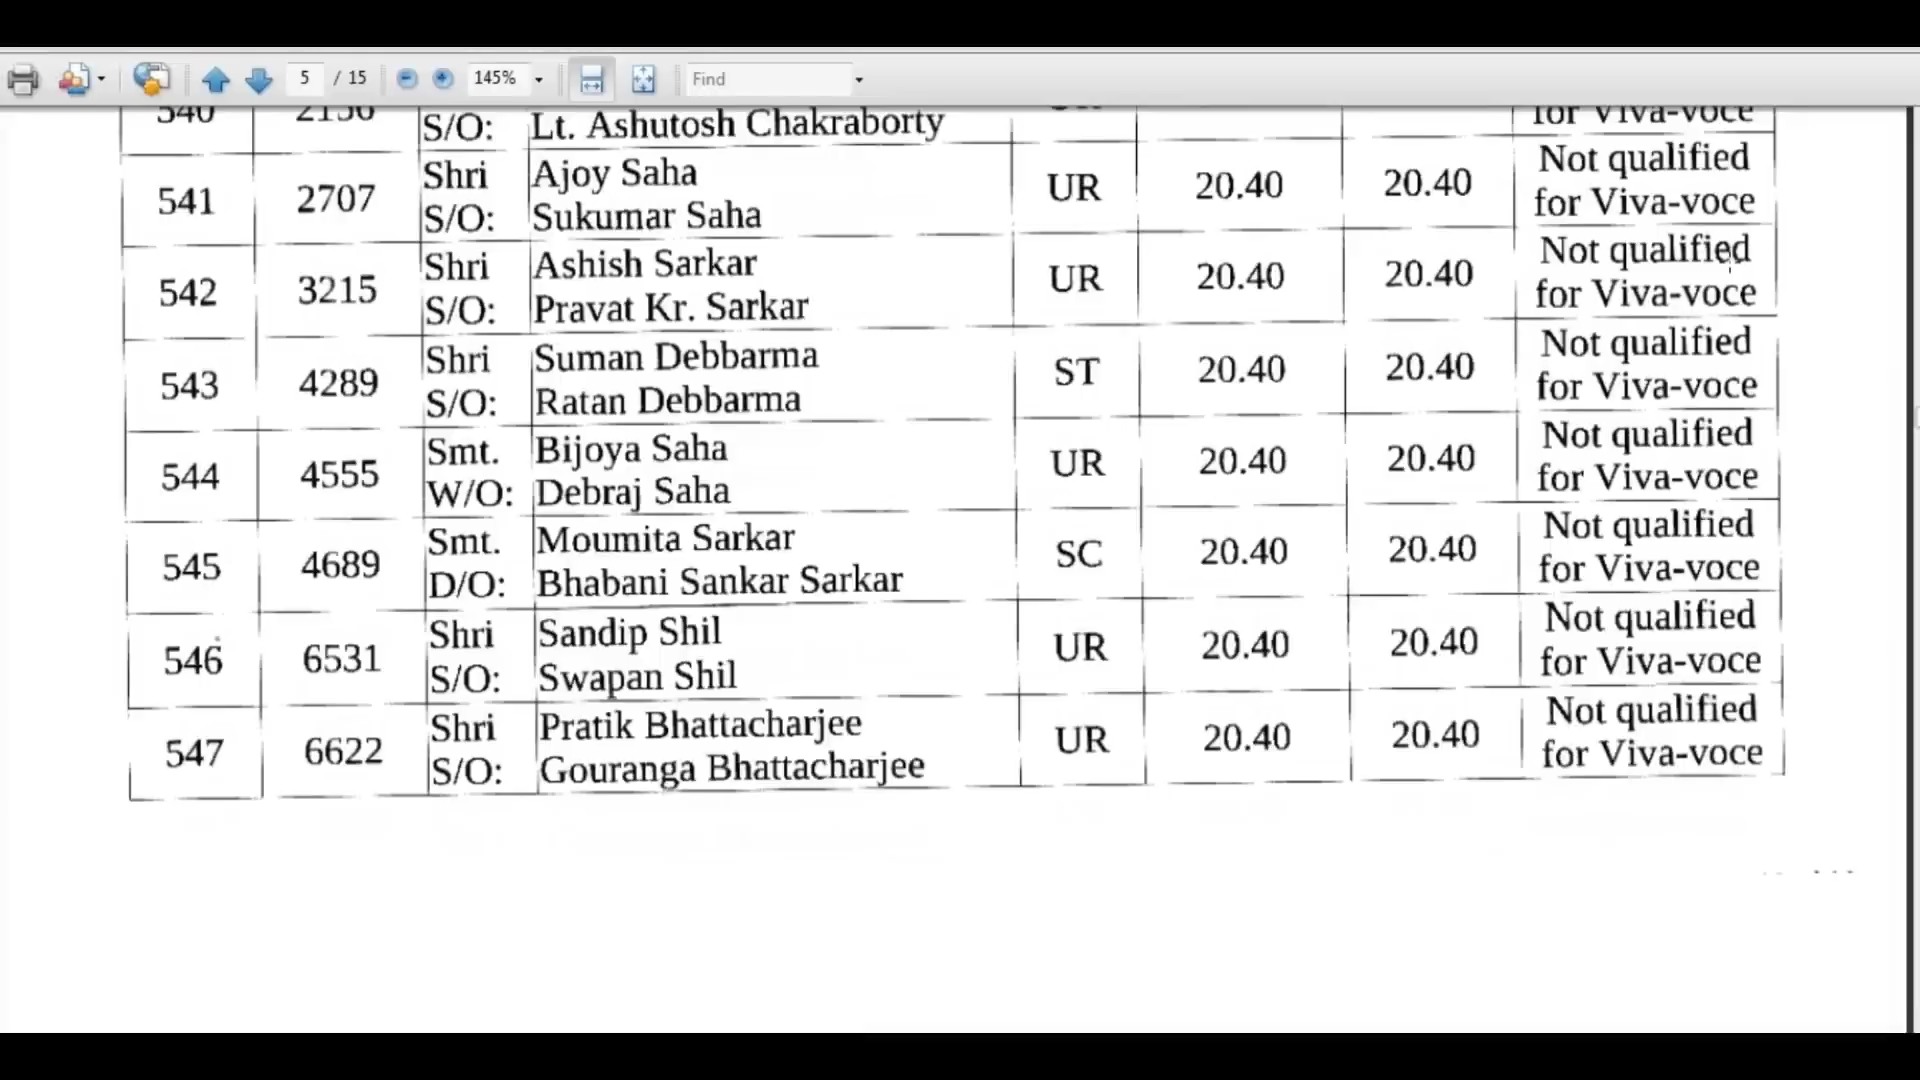 5 / 15 145% Find
540 2136 S/O: Lt. Ashutosh Chakraborty for Viva-voce
541 2707 Shri Ajoy Saha UR 20.40 20.40 Not qualified
S/O: Sukumar Saha for Viva-voce
542 3215 Shri Ashish Sarkar UR 20.40 20.40 Not qualified
S/O: Pravat Kr. Sarkar for Viva-voce
543 4289 Shri Suman Debbarma ST 20.40 20.40 Not qualified
S/O: Ratan Debbarma for Viva-voce
544 4555 Smt. Bijoya Saha UR 20.40 20.40 Not qualified
W/O: Debraj Saha for Viva-voce
545 4689 Smt. Moumita Sarkar SC 20.40 20.40 Not qualified
D/O: Bhabani Sankar Sarkar for Viva-voce
546 6531 Shri Sandip Shil UR 20.40 20.40 Not qualified
S/O: Swapan Shil for Viva-voce
547 6622 Shri Pratik Bhattacharjee UR 20.40 20.40 Not qualified
S/O: Gouranga Bhattacharjee for Viva-voce